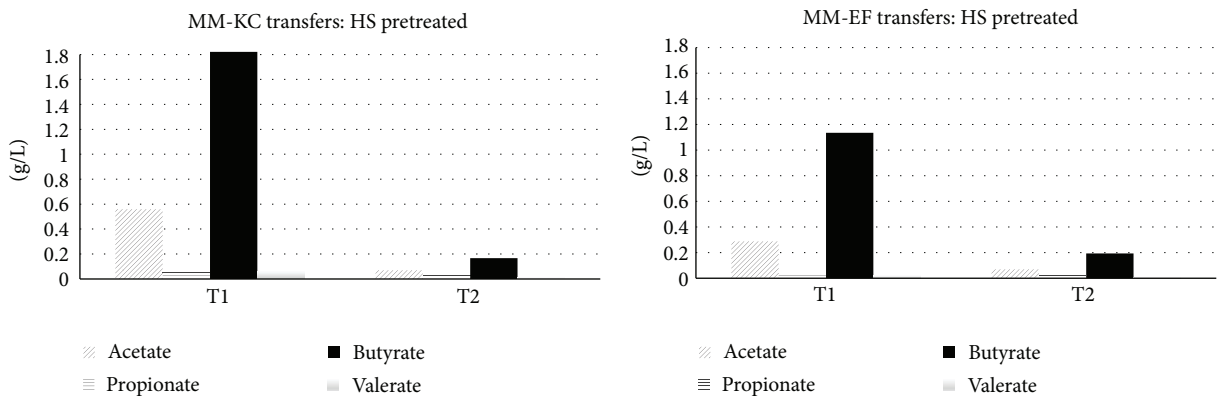 MM-KC transfers: HS pretreated
1.8
1.6
1.4
1.2
1
0.8
0.6
0.4
0.2
0
(g/L)
T1
T2
Acetate
Butyrate
Propionate
Valerate
MM-EF transfers: HS pretreated
1.8
1.6
1.4
1.2
1
0.8
0.6
0.4
0.2
0
(g/L)
T1
T2
Acetate
Butyrate
Propionate
Valerate